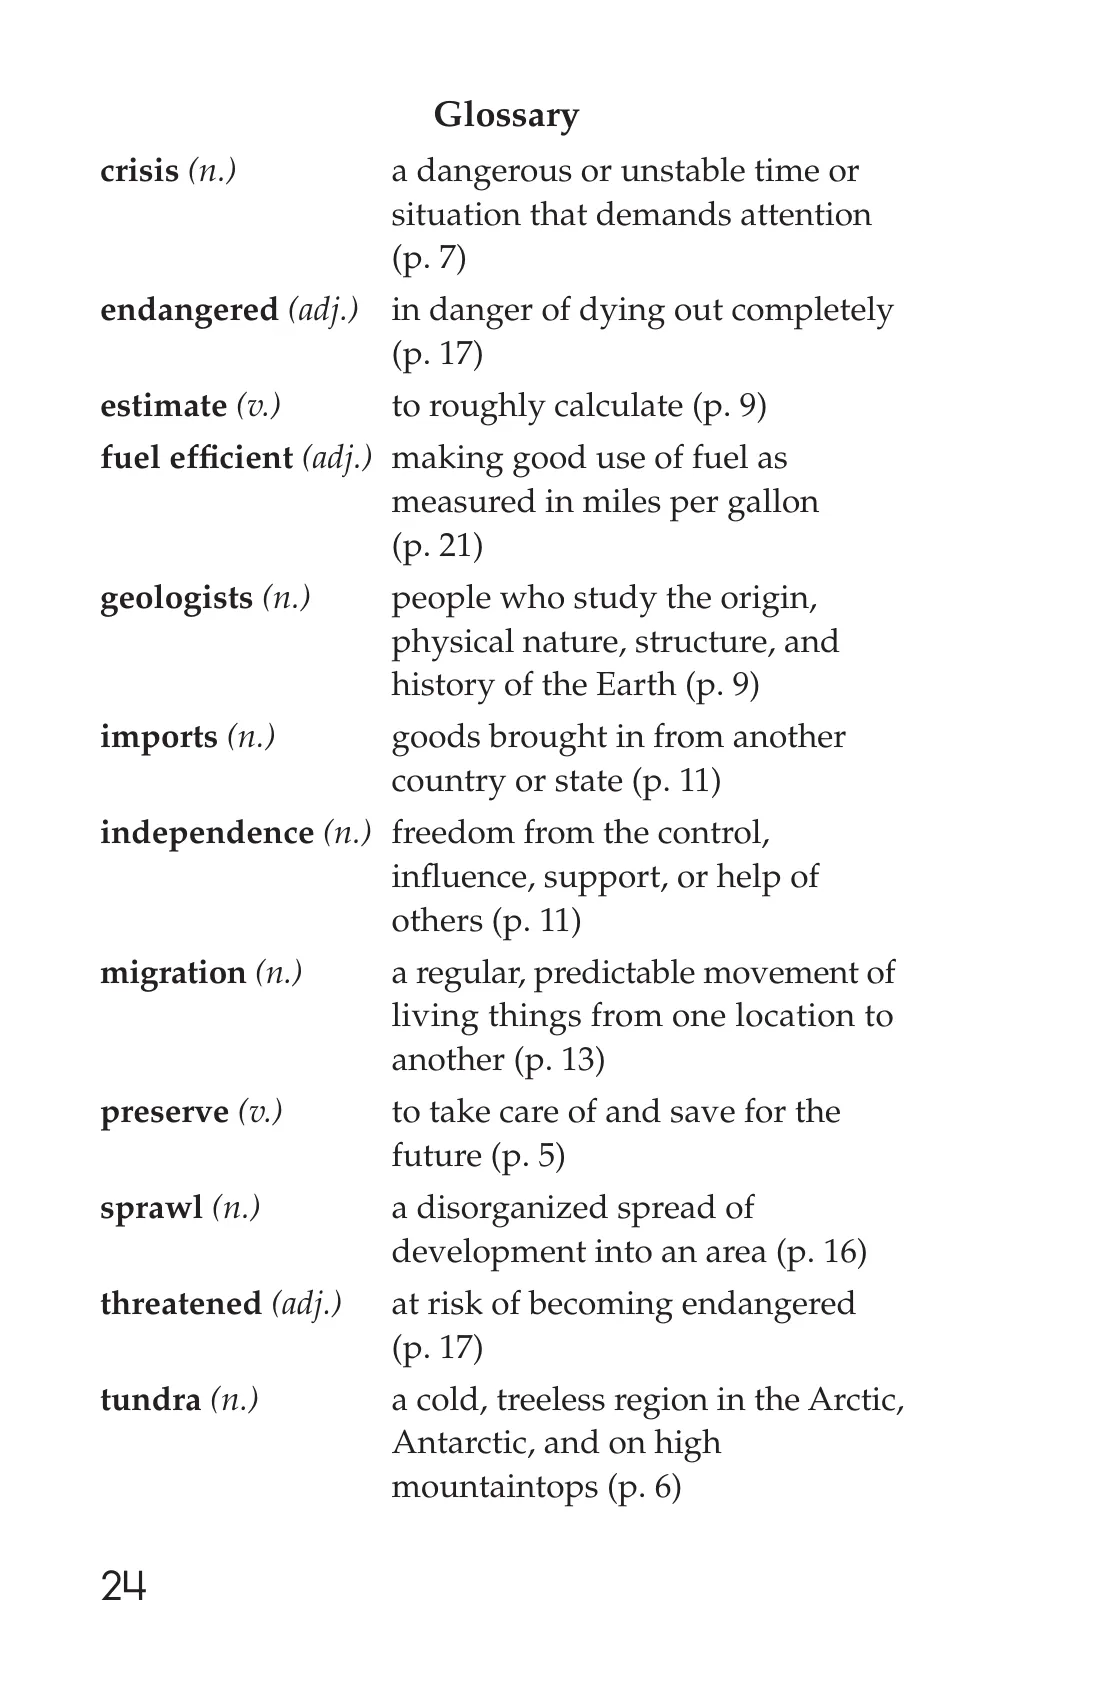 Glossary
crisis (n.) a dangerous or unstable time or
situation that demands attention
(p. 7)
endangered (adj.) in danger of dying out completely
(p. 17)
estimate (v.) to roughly calculate (p. 9)
fuel efficient (adj.) making good use of fuel as
measured in miles per gallon
(p. 21)
geologists (n.) people who study the origin,
physical nature, structure, and
history of the Earth (p. 9)
imports (n.) goods brought in from another
country or state (p. 11)
independence (n.) freedom from the control,
influence, support, or help of
others (p. 11)
migration (n.) a regular, predictable movement of
living things from one location to
another (p. 13)
preserve (v.) to take care of and save for the
future (p. 5)
sprawl (n.) a disorganized spread of
development into an area (p. 16)
threatened (adj.) at risk of becoming endangered
(p. 17)
tundra (n.) a cold, treeless region in the Arctic,
Antarctic, and on high
mountaintops (p. 6)
24